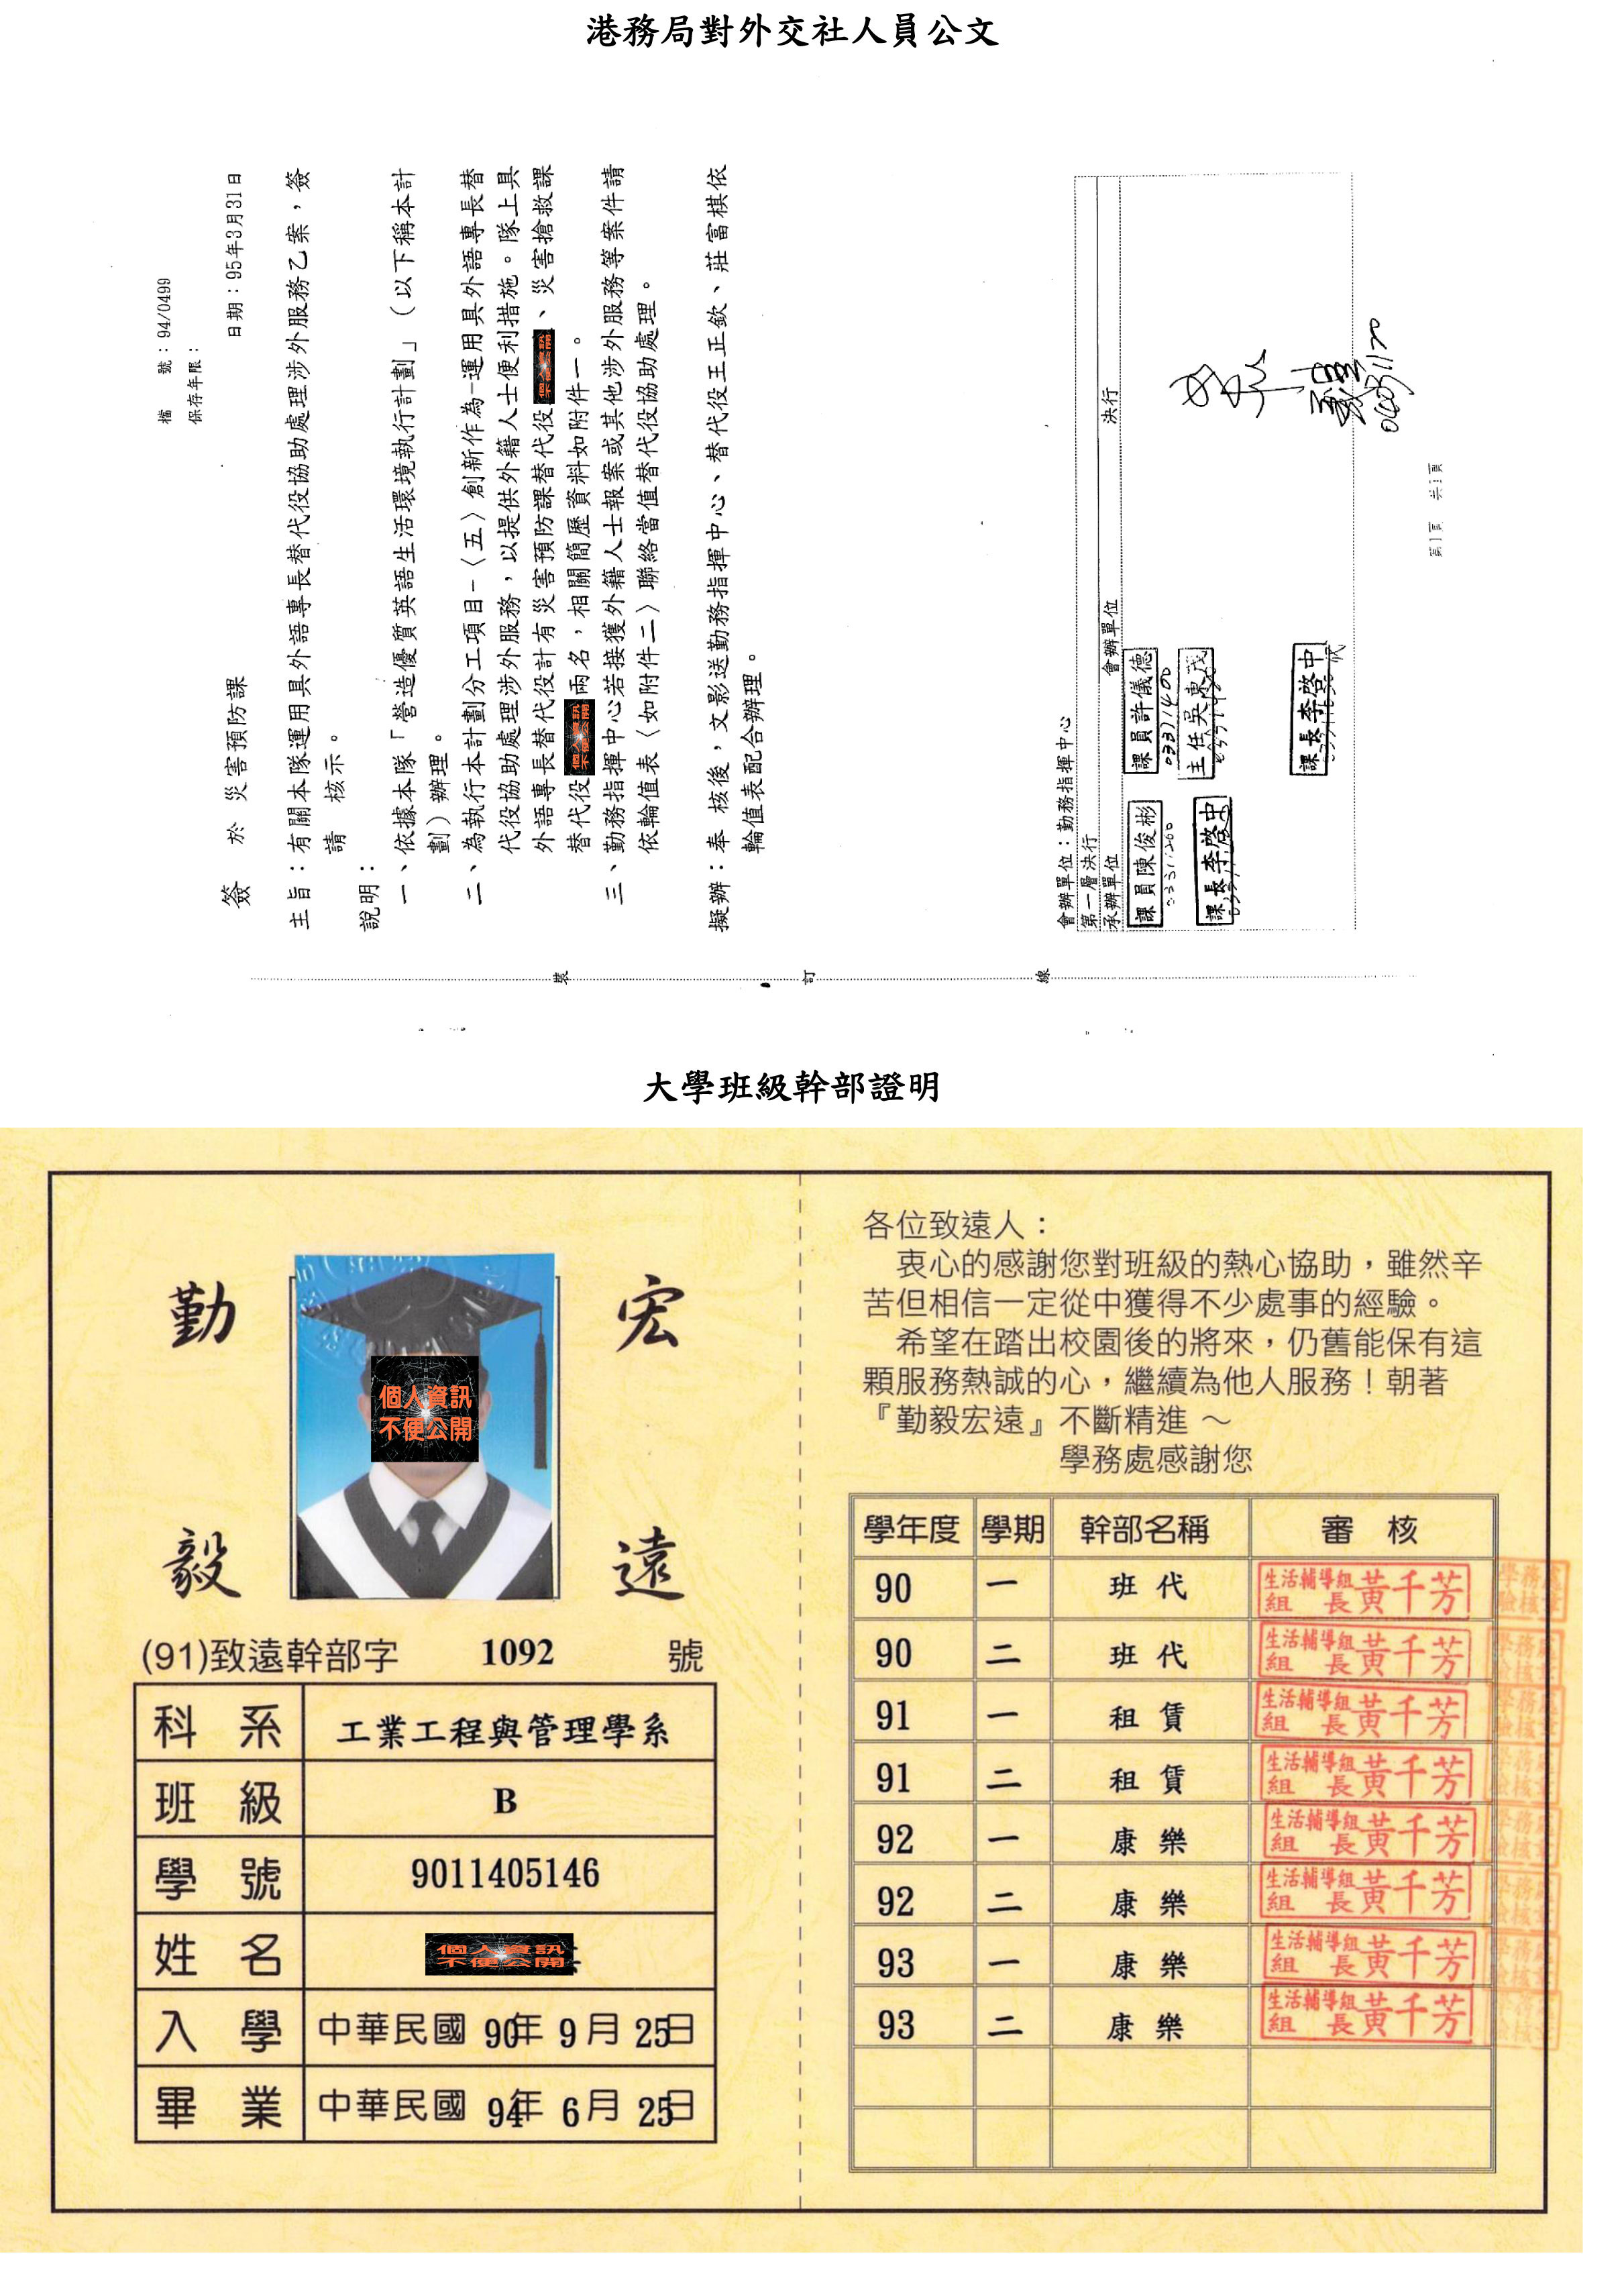 港務局對外交社人員公文
檔　　號：94/0499
保存年限：
簽　於　災害預防課　日期：95年3月31日
主旨：有關本隊運用具外語專長替代役協助處理涉外服務乙案，簽
請　核示。
說明：
一、依據本隊「營造優質英語生活環境執行計劃」（以下稱本計
劃）辦理。
二、為執行本計劃分工項目－〈五〉創新作為－運用具外語專長替
代役協助處理涉外服務，以提供外籍人士便利措施。隊上具
外語專長替代役計有災害預防課替代役個人資訊不便公開、災害搶救課
替代役個人資訊不便公開兩名，相關簡歷資料如附件一。
三、勤務指揮中心若接獲外籍人士報案或其他涉外服務等案件請
依輪值表〈如附件二〉聯絡當值替代役協助處理。
擬辦：奉　核後，文影送勤務指揮中心、替代役王正欽、莊富棋依
輪值表配合辦理。
會辦單位：勤務指揮中心
第一層決行
承辦單位　會辦單位　決行
課員陳俊彬　課員許儀德
03311400
主任吳東茂
課長李啓中　課長李啓中
第1頁　共1頁
裝　訂　線
大學班級幹部證明
勤　宏
個人資訊
不便公開
毅　遠
(91)致遠幹部字　1092　號
科系　工業工程與管理學系
班級　B
學號　9011405146
姓名　個人資訊不便公開
入學　中華民國 90年 9 月 25日
畢業　中華民國 94年 6 月 25日
各位致遠人：
衷心的感謝您對班級的熱心協助，雖然辛
苦但相信一定從中獲得不少處事的經驗。
希望在踏出校園後的將來，仍舊能保有這
顆服務熱誠的心，繼續為他人服務！朝著
『勤毅宏遠』不斷精進～
學務處感謝您
學年度　學期　幹部名稱　審核
90　一　班代　生活輔導組組長黃千芳
90　二　班代　生活輔導組組長黃千芳
91　一　租賃　生活輔導組組長黃千芳
91　二　租賃　生活輔導組組長黃千芳
92　一　康樂　生活輔導組組長黃千芳
92　二　康樂　生活輔導組組長黃千芳
93　一　康樂　生活輔導組組長黃千芳
93　二　康樂　生活輔導組組長黃千芳